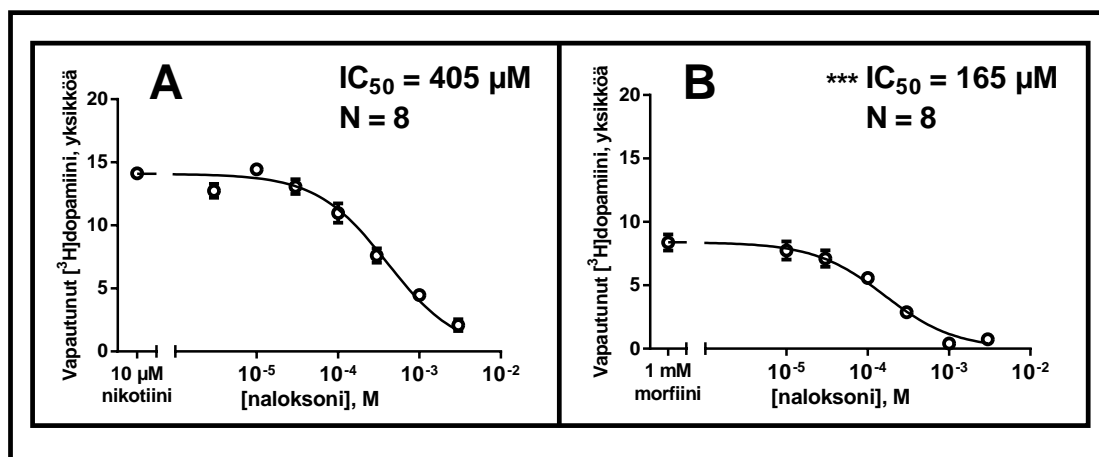 A
IC₅₀ = 405 µM
N = 8
Vapautunut [³H]dopamiini, yksikköä
20
15
10
5
0
10 µM
nikotiini
10⁻⁵
10⁻⁴
10⁻³
10⁻²
[naloksoni], M
B
*** IC₅₀ = 165 µM
N = 8
Vapautunut [³H]dopamiini, yksikköä
20
15
10
5
0
1 mM
morfiini
10⁻⁵
10⁻⁴
10⁻³
10⁻²
[naloksoni], M